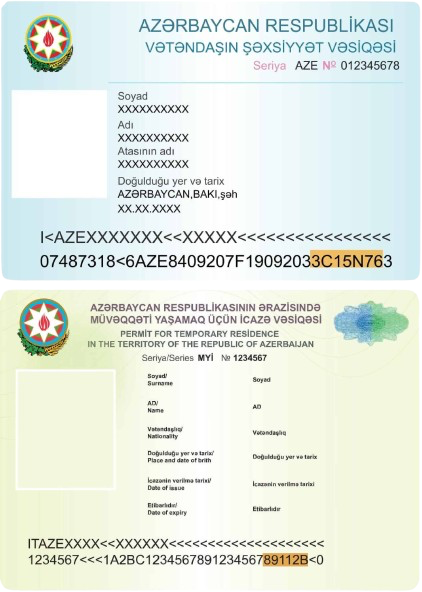 AZƏRBAYCAN RESPUBLİKASI
VƏTƏNDAŞIN ŞƏXSİYYƏT VƏSİQƏSİ
Seriya AZE № 012345678
Soyad
XXXXXXXXXX
Adı
XXXXXXXXXX
Atasının adı
XXXXXXXXXX
Doğulduğu yer və tarix
AZƏRBAYCAN,BAKI,şəh
XX.XX.XXXX
I<AZEXXXXXXX<<XXXXX<<<<<<<<<<<<<<<<
07487318<6AZE8409207F19092033C15N763
AZƏRBAYCAN RESPUBLİKASININ ƏRAZİSİNDƏ
MÜVƏQQƏTİ YAŞAMAQ ÜÇÜN İCAZƏ VƏSİQƏSİ
PERMIT FOR TEMPORARY RESIDENCE
IN THE TERRITORY OF THE REPUBLIC OF AZERBAIJAN
Seriya/Series MYİ № 1234567
Soyad/ Soyad
Surname
AD/ AD
Name
Vətəndaşlıq/ Vətəndaşlıq
Nationality
Doğulduğu yer və tarix/ Doğulduğu yer və tarix
Place and date of brith
İcazənin verilmə tarixi/ İcazənin verilmə tarixi
Date of issue
Etibarlıdır/ Etibarlıdır
Date of expiry
ITAZEXXXX<<XXXXXX<<<<<<<<<<<<<<<<<<<<
1234567<<<1A2BC123456789123456789112B<0